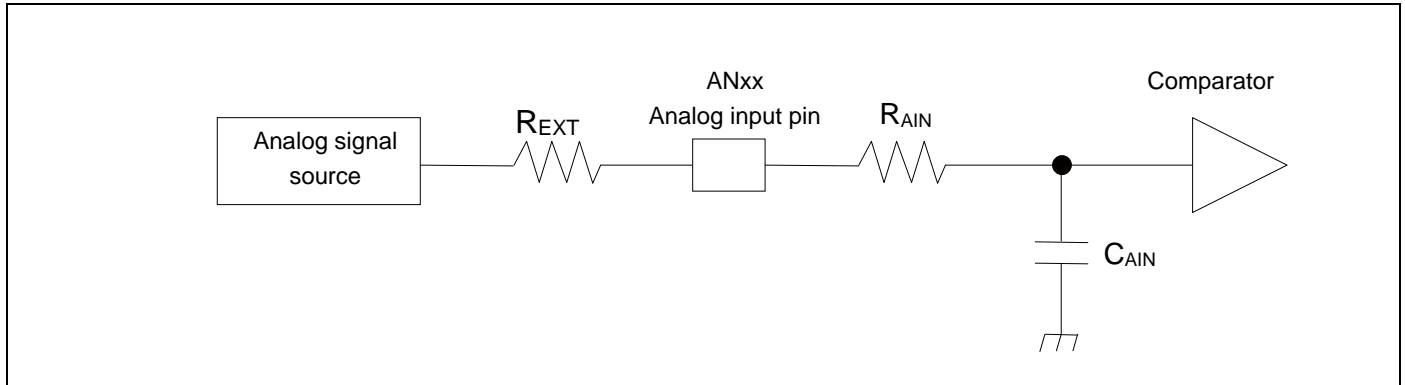 ANxx
Analog input pin
Comparator
Analog signal
source
REXT
RAIN
CAIN